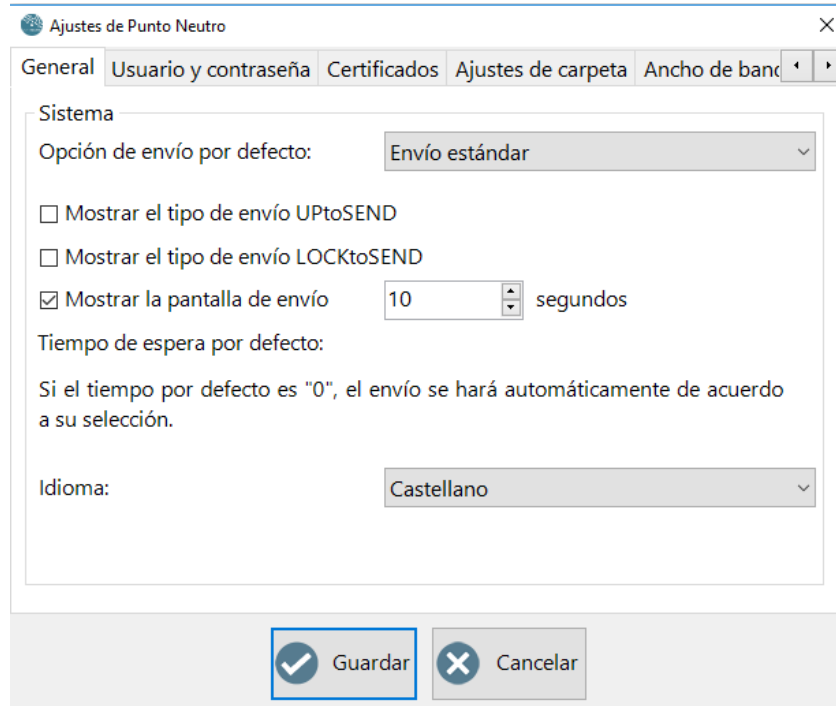 Ajustes de Punto Neutro
General Usuario y contraseña Certificados Ajustes de carpeta Ancho de
Sistema
Opción de envío por defecto: Envío estándar
Mostrar el tipo de envío UPtoSEND
Mostrar el tipo de envío LOCKtoSEND
Mostrar la pantalla de envío 10 segundos
Tiempo de espera por defecto:
Si el tiempo por defecto es "0", el envío se hará automáticamente de acuerdo
a su selección.
Idioma: Castellano
Guardar Cancelar